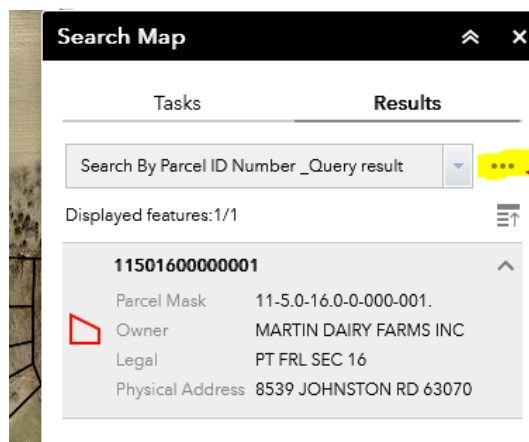 Search Map
Tasks Results
Search By Parcel ID Number _Query result
Displayed features:1/1
11501600000001
Parcel Mask 11-5.0-16.0-0-000-001.
Owner MARTIN DAIRY FARMS INC
Legal PT FRL SEC 16
Physical Address 8539 JOHNSTON RD 63070